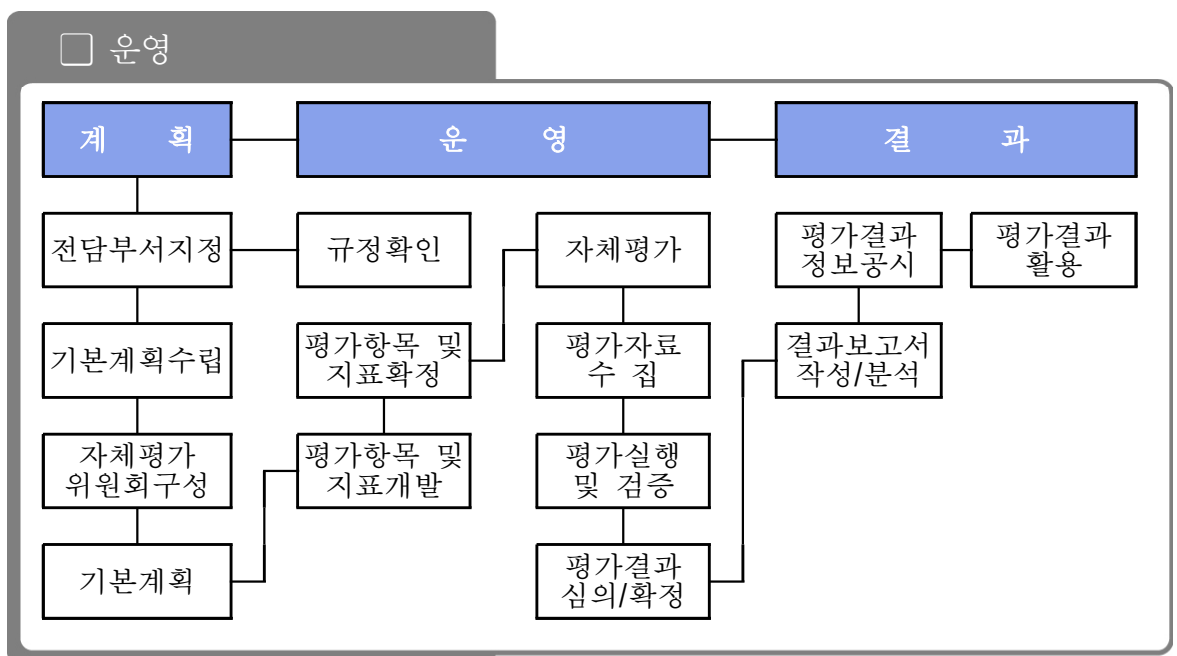 운영
계 획
운 영
결 과
전담부서지정
규정확인
자체평가
평가결과
정보공시
평가결과
활용
기본계획수립
평가항목 및
지표확정
평가자료
수 집
결과보고서
작성/분석
자체평가
위원회구성
평가항목 및
지표개발
평가실행
및 검증
기본계획
평가결과
심의/확정